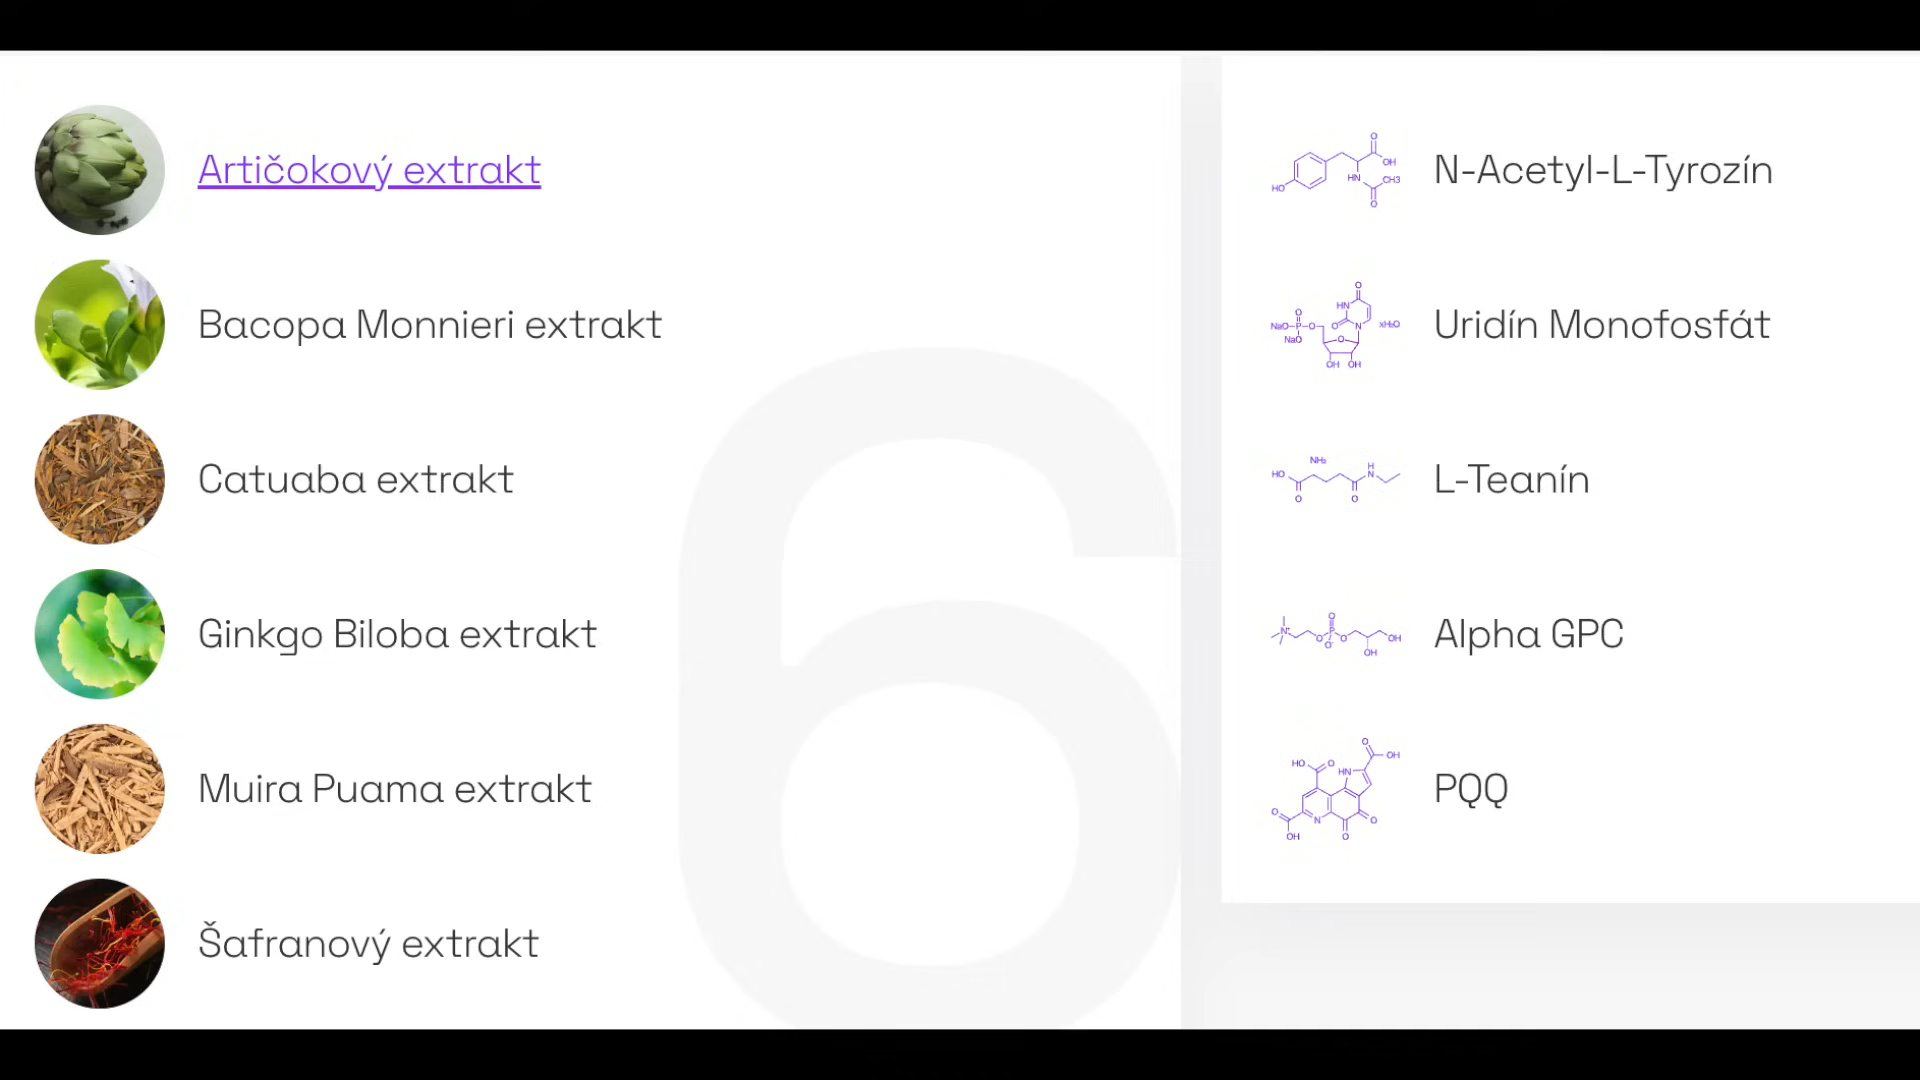 Artičokový extrakt
Bacopa Monnieri extrakt
Catuaba extrakt
Ginkgo Biloba extrakt
Muira Puama extrakt
Šafranový extrakt
6
N-Acetyl-L-Tyrozín
Uridín Monofosfát
L-Teanín
Alpha GPC
PQQ